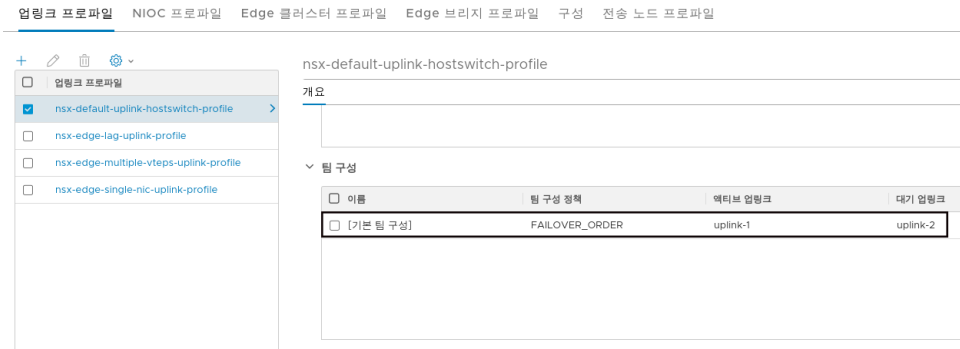 업링크 프로파일 NIOC 프로파일 Edge 클러스터 프로파일 Edge 브리지 프로파일 구성 전송 노드 프로파일
업링크 프로파일
nsx-default-uplink-hostswitch-profile
nsx-edge-lag-uplink-profile
nsx-edge-multiple-vteps-uplink-profile
nsx-edge-single-nic-uplink-profile
nsx-default-uplink-hostswitch-profile
개요
팀 구성
이름 팀 구성 정책 액티브 업링크 대기 업링크
[기본 팀 구성] FAILOVER_ORDER uplink-1 uplink-2